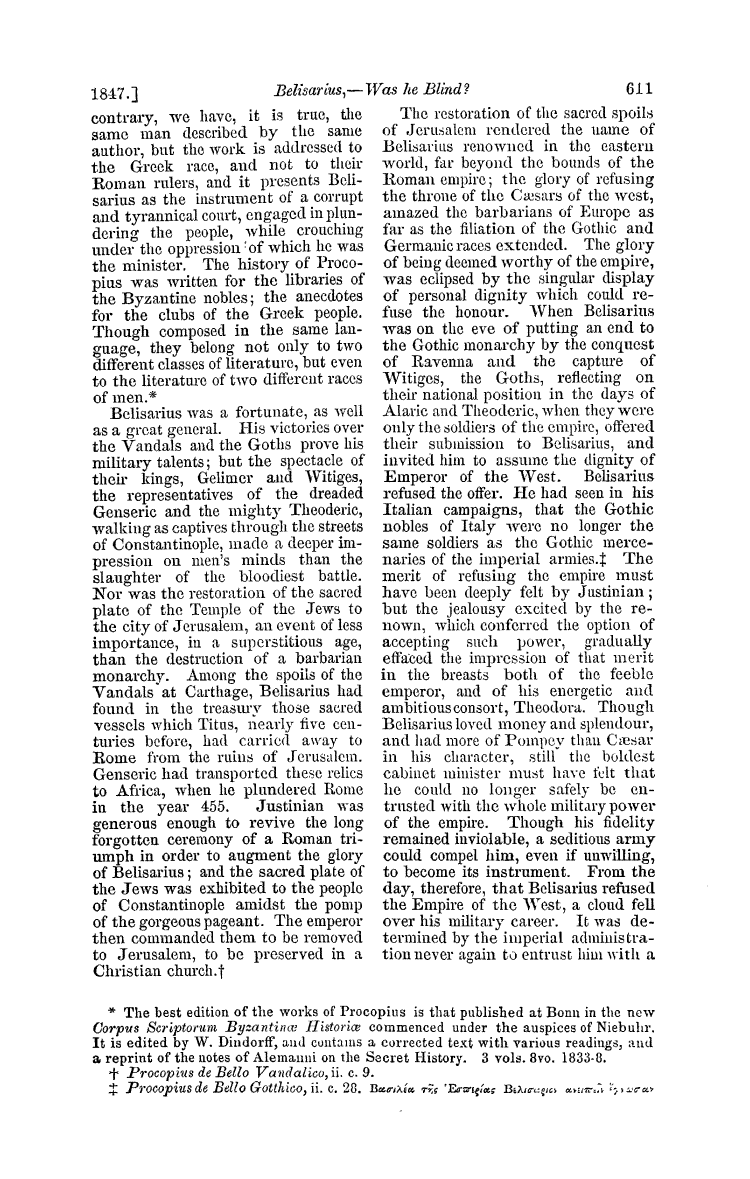 1847.] Belisarius,—Was he Blind? 611
contrary, we have, it is true, the
same man described by the same
author, but the work is addressed to
the Greek race, and not to their
Roman rulers, and it presents Beli-
sarius as the instrument of a corrupt
and tyrannical court, engaged in plun-
dering the people, while crouching
under the oppression of which he was
the minister. The history of Proco-
pius was written for the libraries of
the Byzantine nobles; the anecdotes
for the clubs of the Greek people.
Though composed in the same lan-
guage, they belong not only to two
different classes of literature, but even
to the literature of two different races
of men.*
Belisarius was a fortunate, as well
as a great general. His victories over
the Vandals and the Goths prove his
military talents; but the spectacle of
their kings, Gelimer and Witiges,
the representatives of the dreaded
Genseric and the mighty Theoderic,
walking as captives through the streets
of Constantinople, made a deeper im-
pression on men's minds than the
slaughter of the bloodiest battle.
Nor was the restoration of the sacred
plate of the Temple of the Jews to
the city of Jerusalem, an event of less
importance, in a superstitious age,
than the destruction of a barbarian
monarchy. Among the spoils of the
Vandals at Carthage, Belisarius had
found in the treasury those sacred
vessels which Titus, nearly five cen-
turies before, had carried away to
Rome from the ruins of Jerusalem.
Genseric had transported these relics
to Africa, when he plundered Rome
in the year 455. Justinian was
generous enough to revive the long
forgotten ceremony of a Roman tri-
umph in order to augment the glory
of Belisarius; and the sacred plate of
the Jews was exhibited to the people
of Constantinople amidst the pomp
of the gorgeous pageant. The emperor
then commanded them to be removed
to Jerusalem, to be preserved in a
Christian church.†
The restoration of the sacred spoils
of Jerusalem rendered the name of
Belisarius renowned in the eastern
world, far beyond the bounds of the
Roman empire; the glory of refusing
the throne of the Cæsars of the west,
amazed the barbarians of Europe as
far as the filiation of the Gothic and
Germanic races extended. The glory
of being deemed worthy of the empire,
was eclipsed by the singular display
of personal dignity which could re-
fuse the honour. When Belisarius
was on the eve of putting an end to
the Gothic monarchy by the conquest
of Ravenna and the capture of
Witiges, the Goths, reflecting on
their national position in the days of
Alaric and Theoderic, when they were
only the soldiers of the empire, offered
their submission to Belisarius, and
invited him to assume the dignity of
Emperor of the West. Belisarius
refused the offer. He had seen in his
Italian campaigns, that the Gothic
nobles of Italy were no longer the
same soldiers as the Gothic merce-
naries of the imperial armies.‡ The
merit of refusing the empire must
have been deeply felt by Justinian;
but the jealousy excited by the re-
nown, which conferred the option of
accepting such power, gradually
effaced the impression of that merit
in the breasts both of the feeble
emperor, and of his energetic and
ambitious consort, Theodora. Though
Belisarius loved money and splendour,
and had more of Pompey than Cæsar
in his character, still the boldest
cabinet minister must have felt that
he could no longer safely be en-
trusted with the whole military power
of the empire. Though his fidelity
remained inviolable, a seditious army
could compel him, even if unwilling,
to become its instrument. From the
day, therefore, that Belisarius refused
the Empire of the West, a cloud fell
over his military career. It was de-
termined by the imperial administra-
tion never again to entrust him with a
* The best edition of the works of Procopius is that published at Bonn in the new
Corpus Scriptorum Byzantinæ Historiæ commenced under the auspices of Niebuhr.
It is edited by W. Dindorff, and contains a corrected text with various readings, and
a reprint of the notes of Alemanni on the Secret History. 3 vols. 8vo. 1833-8.
† Procopius de Bello Vandalico, ii. c. 9.
‡ Procopius de Bello Gotthico, ii. c. 28. Βασιλέα τῆς Ἑσπερίας